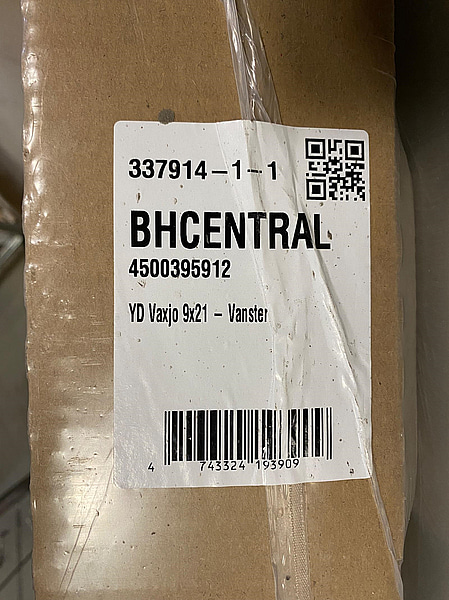 337914-1-1
BHCENTRAL
4500395912
YD Vaxjo 9x21 - Vanster
4 743324 193909